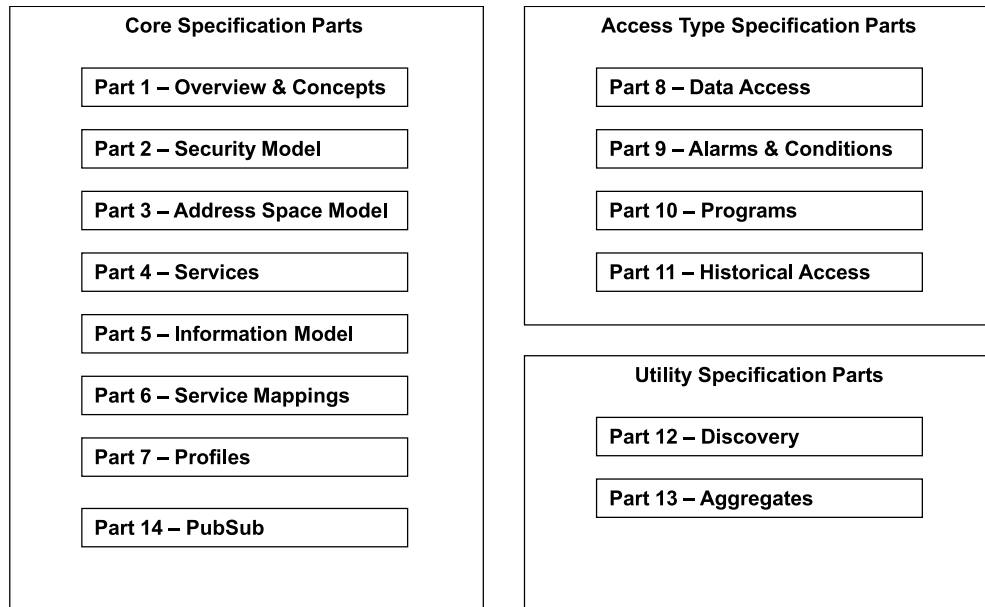 Core Specification Parts
Part 1 – Overview & Concepts
Part 2 – Security Model
Part 3 – Address Space Model
Part 4 – Services
Part 5 – Information Model
Part 6 – Service Mappings
Part 7 – Profiles
Part 14 – PubSub
Access Type Specification Parts
Part 8 – Data Access
Part 9 – Alarms & Conditions
Part 10 – Programs
Part 11 – Historical Access
Utility Specification Parts
Part 12 – Discovery
Part 13 – Aggregates